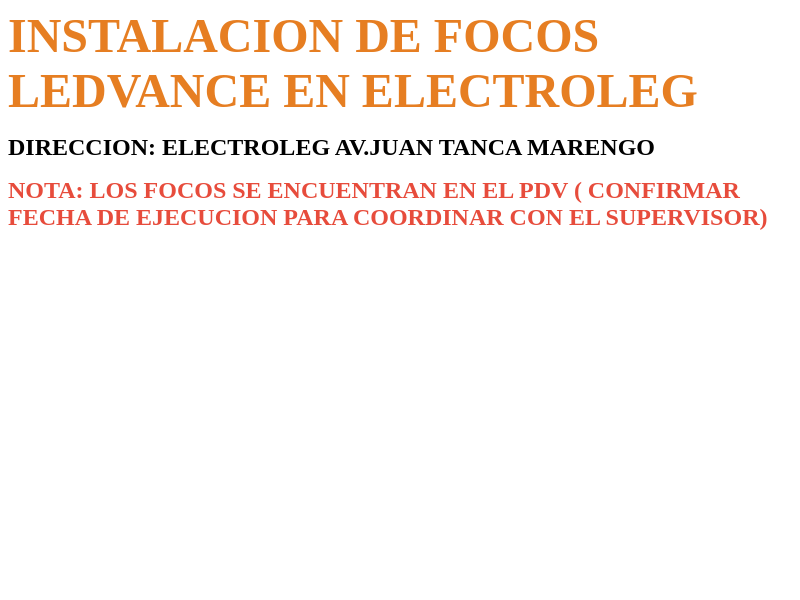 INSTALACION DE FOCOS
LEDVANCE EN ELECTROLEG
DIRECCION: ELECTROLEG AV.JUAN TANCA MARENGO
NOTA: LOS FOCOS SE ENCUENTRAN EN EL PDV ( CONFIRMAR
FECHA DE EJECUCION PARA COORDINAR CON EL SUPERVISOR)